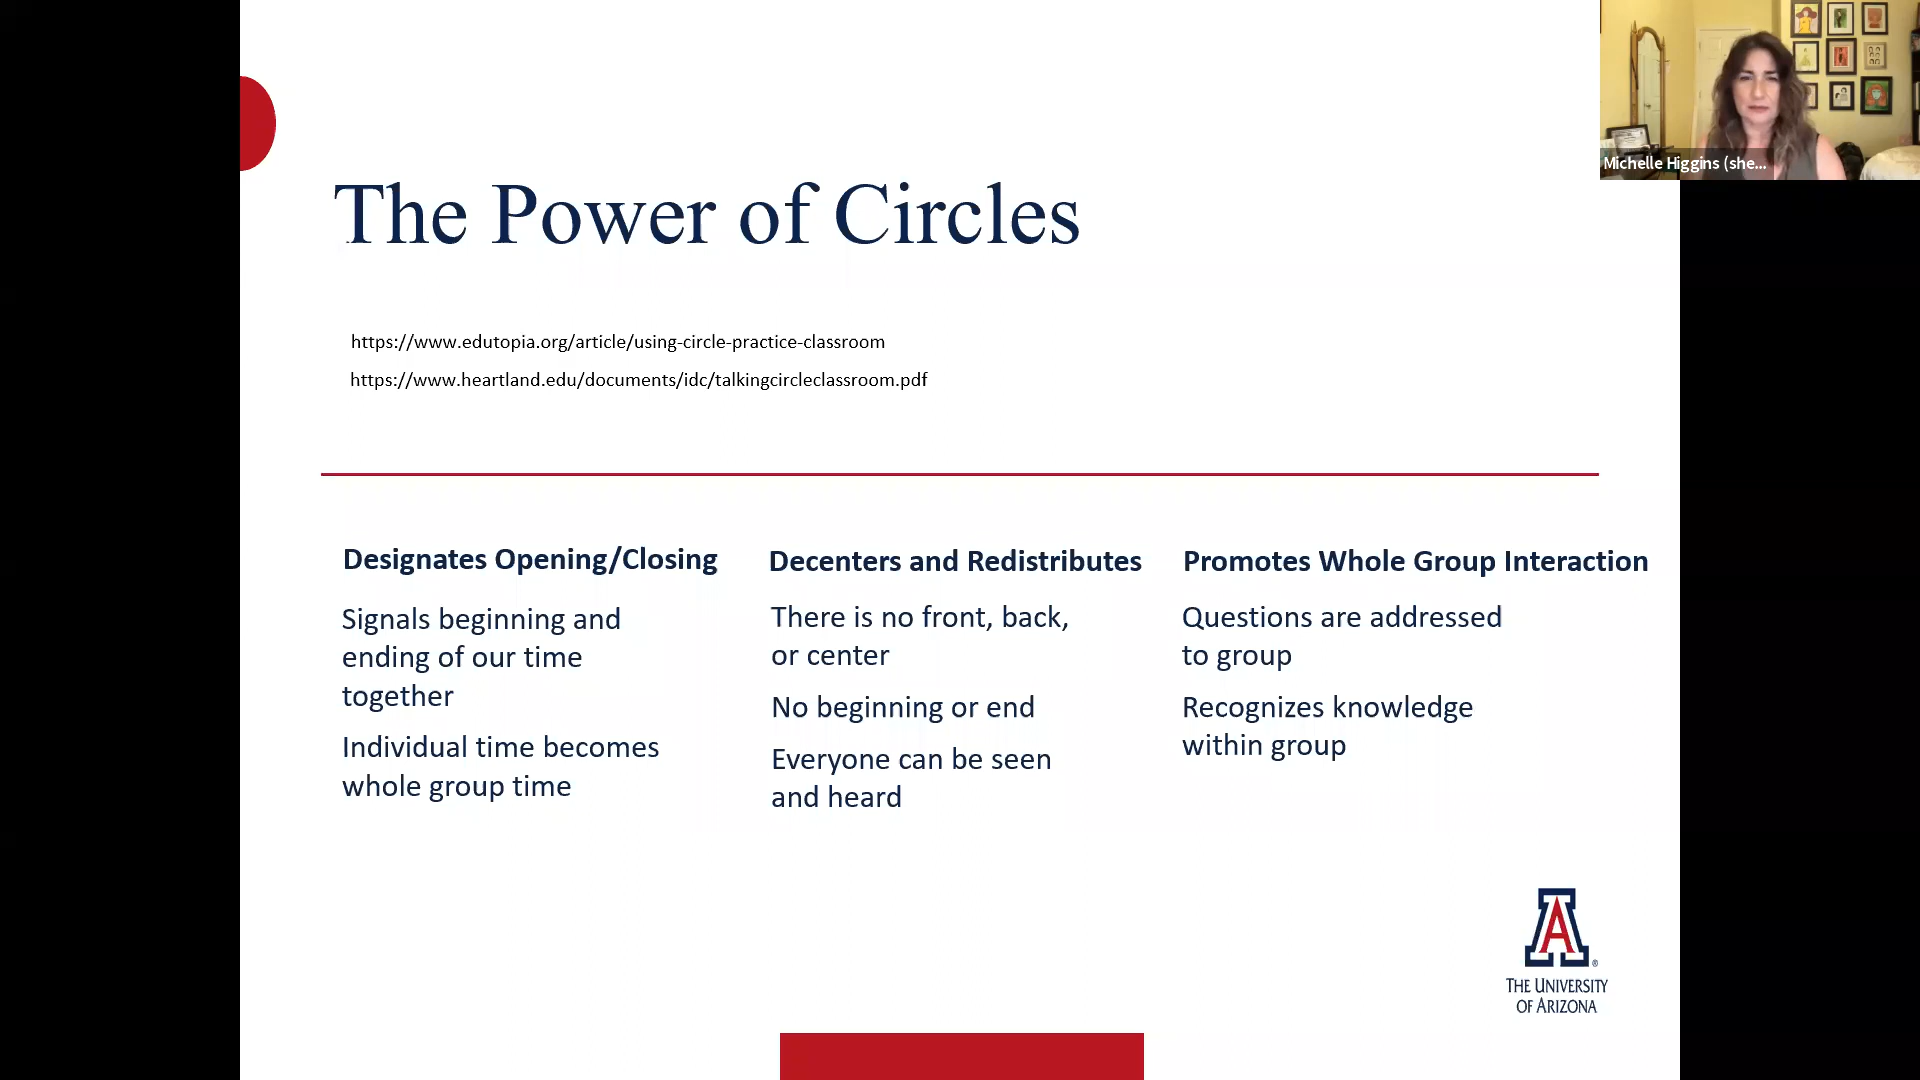 The Power of Circles
https://www.edutopia.org/article/using-circle-practice-classroom
https://www.heartland.edu/documents/idc/talkingcircleclassroom.pdf
Designates Opening/Closing
Signals beginning and
ending of our time
together
Individual time becomes
whole group time
Decenters and Redistributes
There is no front, back,
or center
No beginning or end
Everyone can be seen
and heard
Promotes Whole Group Interaction
Questions are addressed
to group
Recognizes knowledge
within group
Michelle Higgins (she...
A
THE UNIVERSITY
OF ARIZONA